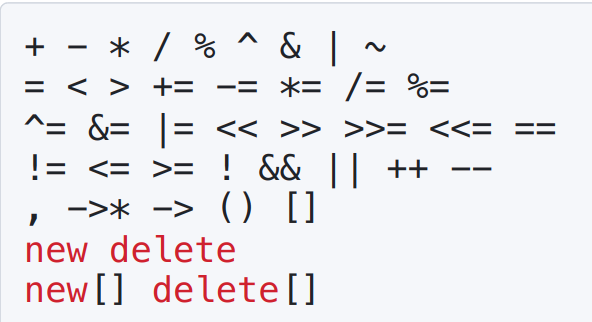 + - * / % ^ & | ~
= < > += -= *= /= %=
^= &= |= << >> >>= <<= ==
!= <= >= ! && || ++ --
, ->* -> () []
new delete
new[] delete[]